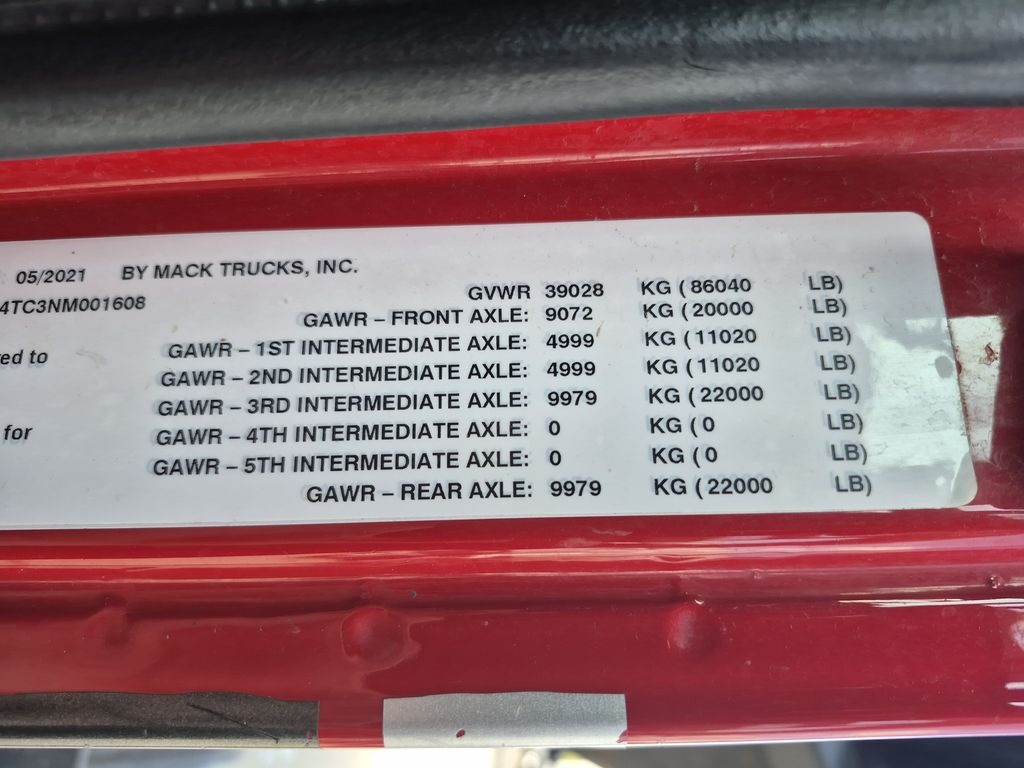 05/2021 BY MACK TRUCKS, INC.
4TC3NM001608
GVWR 39028 KG (86040 LB)
GAWR – FRONT AXLE: 9072 KG (20000 LB)
GAWR – 1ST INTERMEDIATE AXLE: 4999 KG (11020 LB)
red to
GAWR – 2ND INTERMEDIATE AXLE: 4999 KG (11020 LB)
GAWR – 3RD INTERMEDIATE AXLE: 9979 KG (22000 LB)
for
GAWR – 4TH INTERMEDIATE AXLE: 0 KG (0 LB)
GAWR – 5TH INTERMEDIATE AXLE: 0 KG (0 LB)
GAWR – REAR AXLE: 9979 KG (22000 LB)